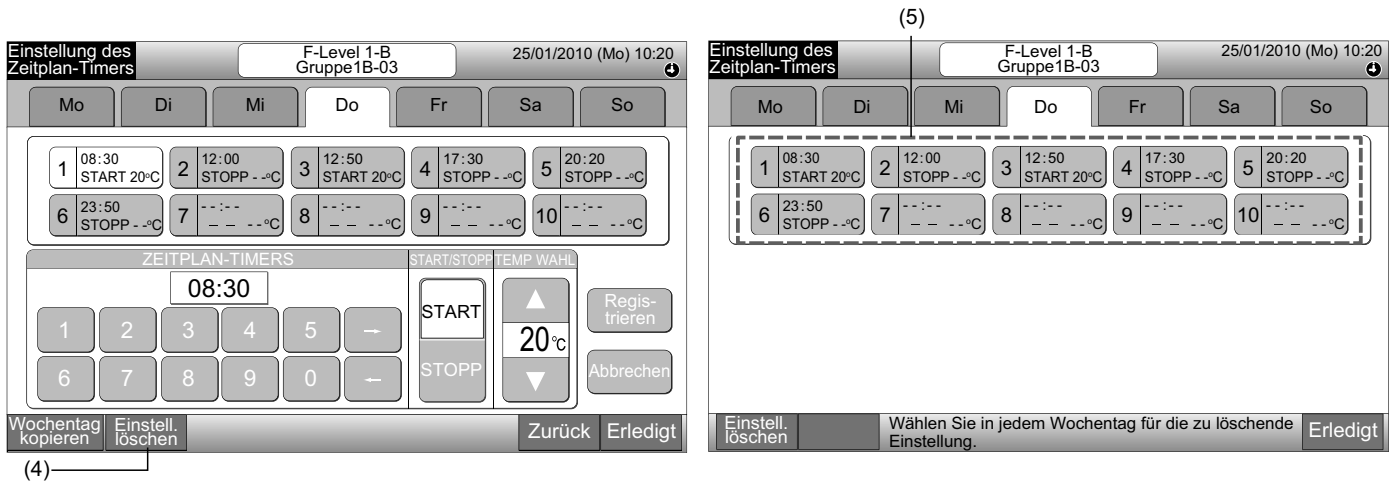 (5)
Einstellung des
Zeitplan-Timers
F-Level 1-B
Gruppe1B-03
25/01/2010 (Mo) 10:20
Mo Di Mi Do Fr Sa So
1 08:30 START 20°C 2 12:00 STOPP - -°C 3 12:50 START 20°C 4 17:30 STOPP - -°C 5 20:20 STOPP - -°C
6 23:50 STOPP - -°C 7 - -:- - – – - -°C 8 - -:- - – – - -°C 9 - -:- - – – - -°C 10 - -:- - – – - -°C
ZEITPLAN-TIMERS START/STOPP TEMP WAHL
08:30
1 2 3 4 5 →
6 7 8 9 0 ←
START
STOPP
▲
20°C
▼
Regis-
trieren
Abbrechen
Wochentag
kopieren
Einstell.
löschen
Zurück Erledigt
(4)
Einstellung des
Zeitplan-Timers
F-Level 1-B
Gruppe1B-03
25/01/2010 (Mo) 10:20
Mo Di Mi Do Fr Sa So
1 08:30 START 20°C 2 12:00 STOPP - -°C 3 12:50 START 20°C 4 17:30 STOPP - -°C 5 20:20 STOPP - -°C
6 23:50 STOPP - -°C 7 - -:- - – – - -°C 8 - -:- - – – - -°C 9 - -:- - – – - -°C 10 - -:- - – – - -°C
Einstell.
löschen
Wählen Sie in jedem Wochentag für die zu löschende
Einstellung.
Erledigt